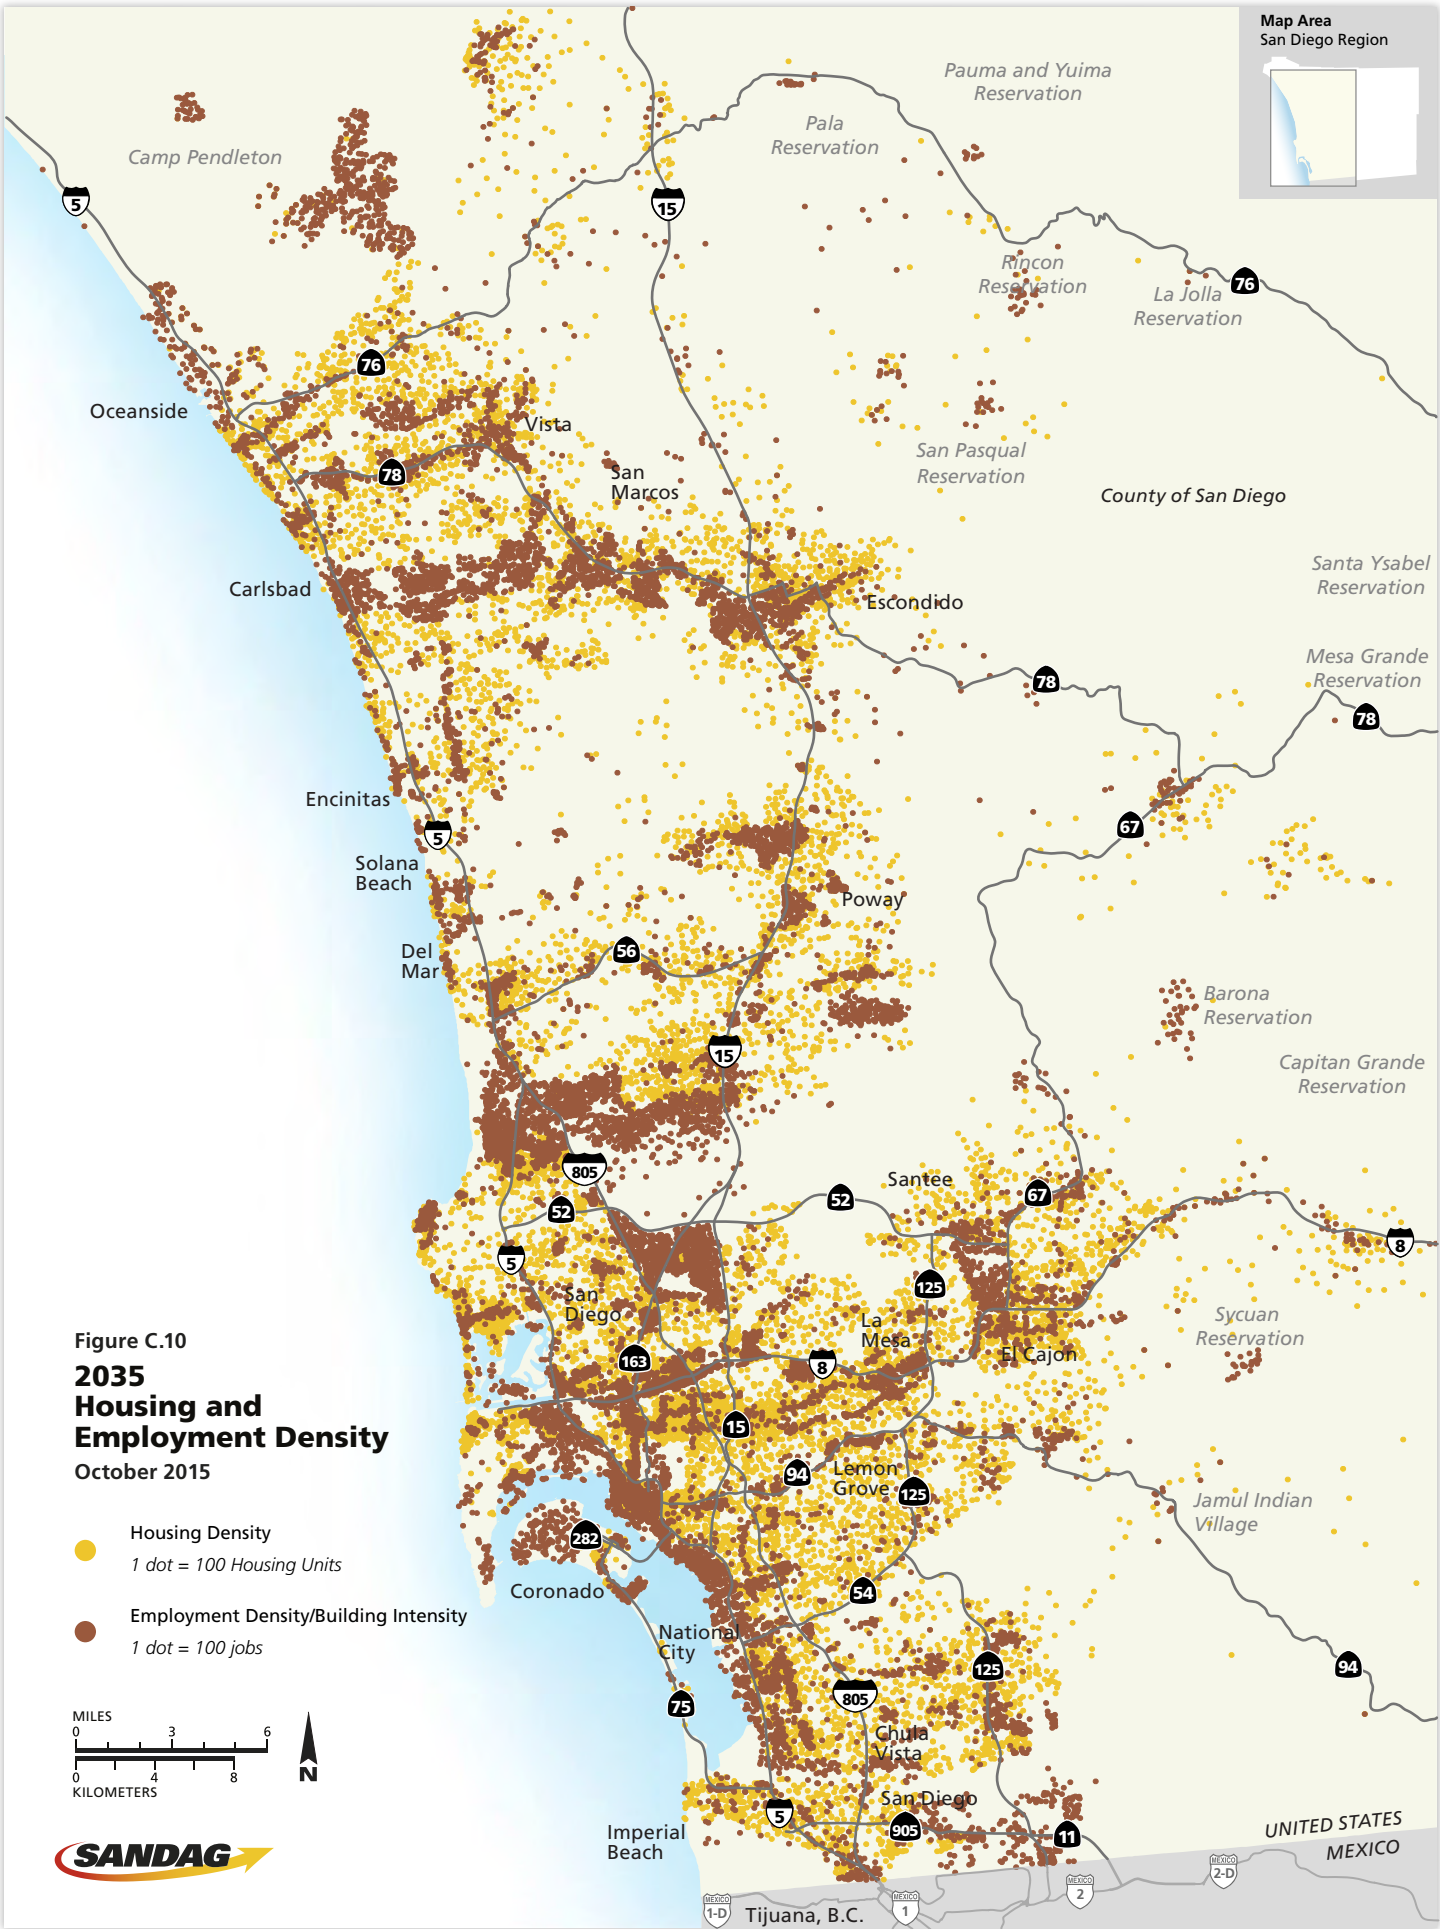 Map Area
San Diego Region
Pauma and Yuima
Reservation
Pala
Reservation
Camp Pendleton
5
15
Rincon
Reservation
76
La Jolla
Reservation
76
Oceanside
Vista
San Pasqual
Reservation
78
San
Marcos
County of San Diego
Santa Ysabel
Reservation
Carlsbad
Escondido
Mesa Grande
Reservation
78
78
Encinitas
67
5
Solana
Beach
Poway
56
Del
Mar
Barona
Reservation
15
Capitan Grande
Reservation
805
Santee
67
52
52
5
8
125
San
Diego
La
Mesa
Sycuan
Reservation
163
8
El Cajon
Figure C.10
2035
Housing and
Employment Density
October 2015
15
94
Lemon
Grove
125
Jamul Indian
Village
Housing Density
1 dot = 100 Housing Units
282
Coronado
54
Employment Density/Building Intensity
1 dot = 100 jobs
National
City
125
94
805
75
MILES
0 3 6
0 4 8
KILOMETERS
N
Chula
Vista
San Diego
5
905
11
Imperial
Beach
SANDAG
UNITED STATES
MEXICO
MEXICO
2-D
MEXICO
2
MEXICO
1-D
MEXICO
1
Tijuana, B.C.